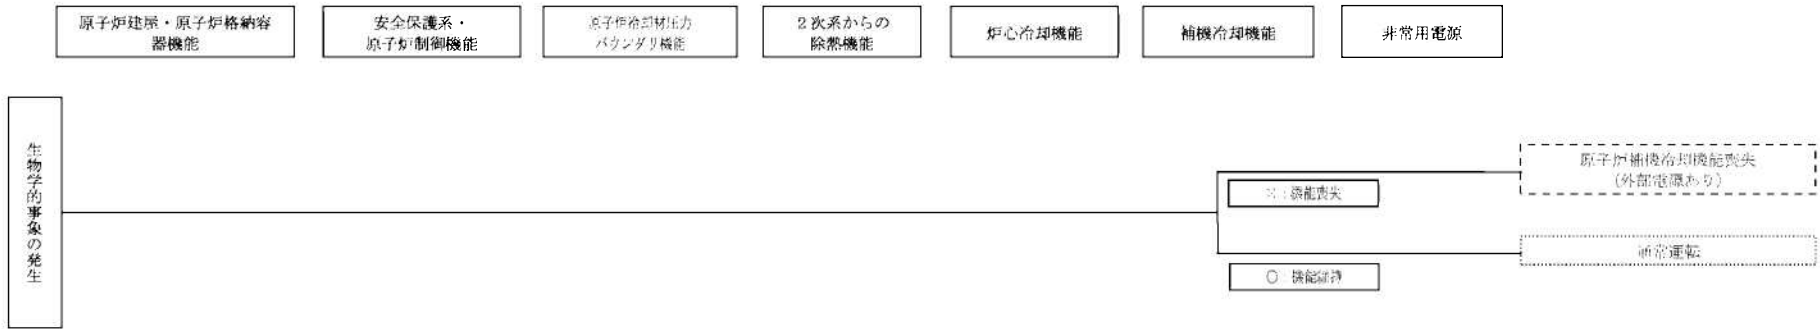 原子炉建屋・原子炉格納容
器機能
安全保護系・
原子炉制御機能
原子炉冷却材圧力
バウンダリ機能
２次系からの
除熱機能
炉心冷却機能
補機冷却機能
非常用電源
生物学的事象の発生
原子炉補機冷却機能喪失
（外部電源あり）
×：機能喪失
通常運転
○：機能維持